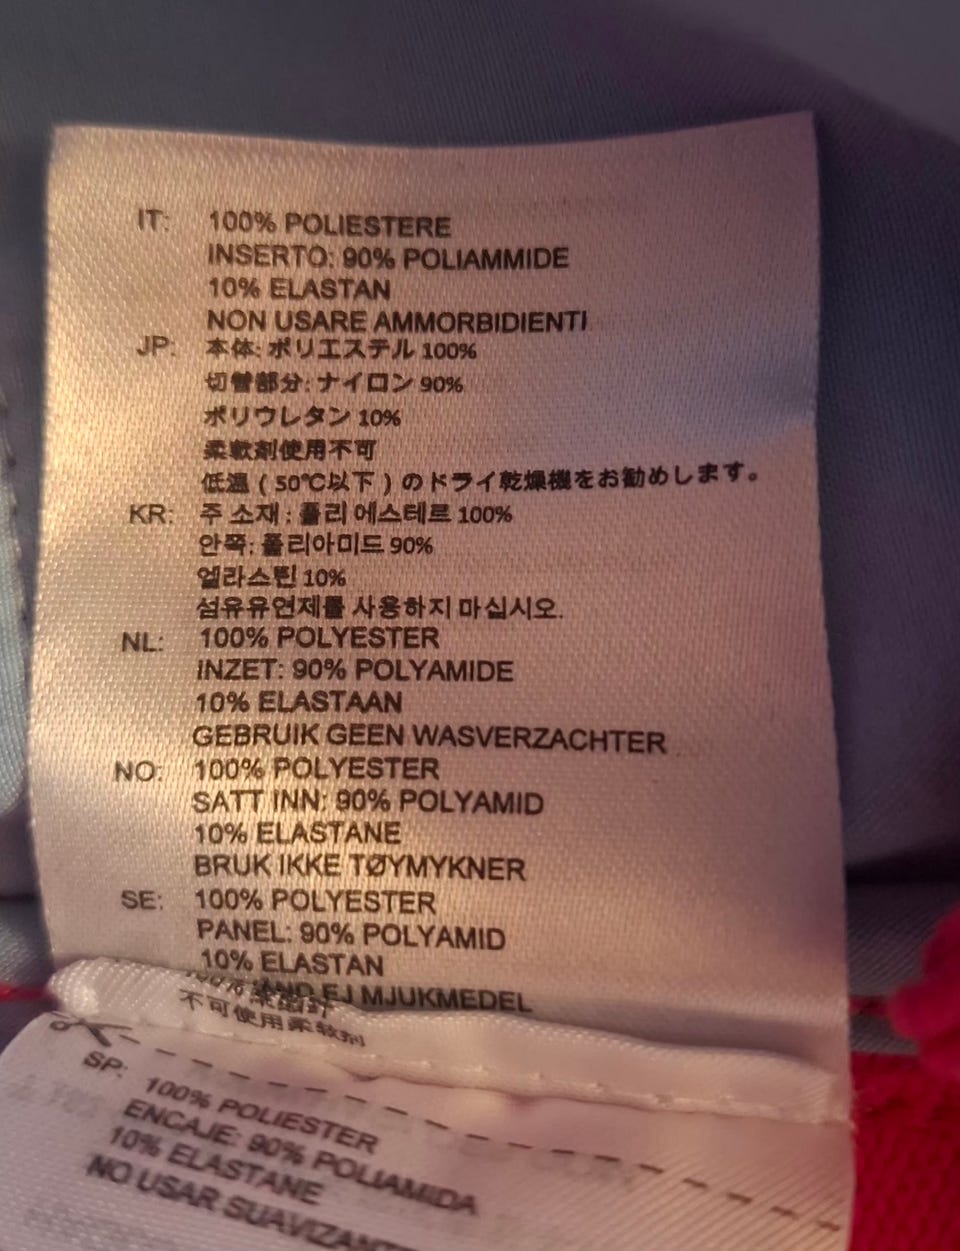 IT: 100% POLIESTERE
INSERTO: 90% POLIAMMIDE
10% ELASTAN
NON USARE AMMORBIDIENTI
JP: 本体: ポリエステル 100%
切替部分: ナイロン 90%
ポリウレタン 10%
柔軟剤使用不可
低温 ( 50℃以下 ) のドライ乾燥機をお勧めします。
KR: 주 소재 : 폴리 에스테르 100%
안쪽: 폴리아미드 90%
엘라스틴 10%
섬유유연제를 사용하지 마십시오.
NL: 100% POLYESTER
INZET: 90% POLYAMIDE
10% ELASTAAN
GEBRUIK GEEN WASVERZACHTER
NO: 100% POLYESTER
SATT INN: 90% POLYAMID
10% ELASTANE
BRUK IKKE TØYMYKNER
SE: 100% POLYESTER
PANEL: 90% POLYAMID
10% ELASTAN
EJ MJUKMEDEL
不可使用柔软剂
SP: 100% POLIESTER
ENCAJE: 90% POLIAMIDA
10% ELASTANE
NO USAR